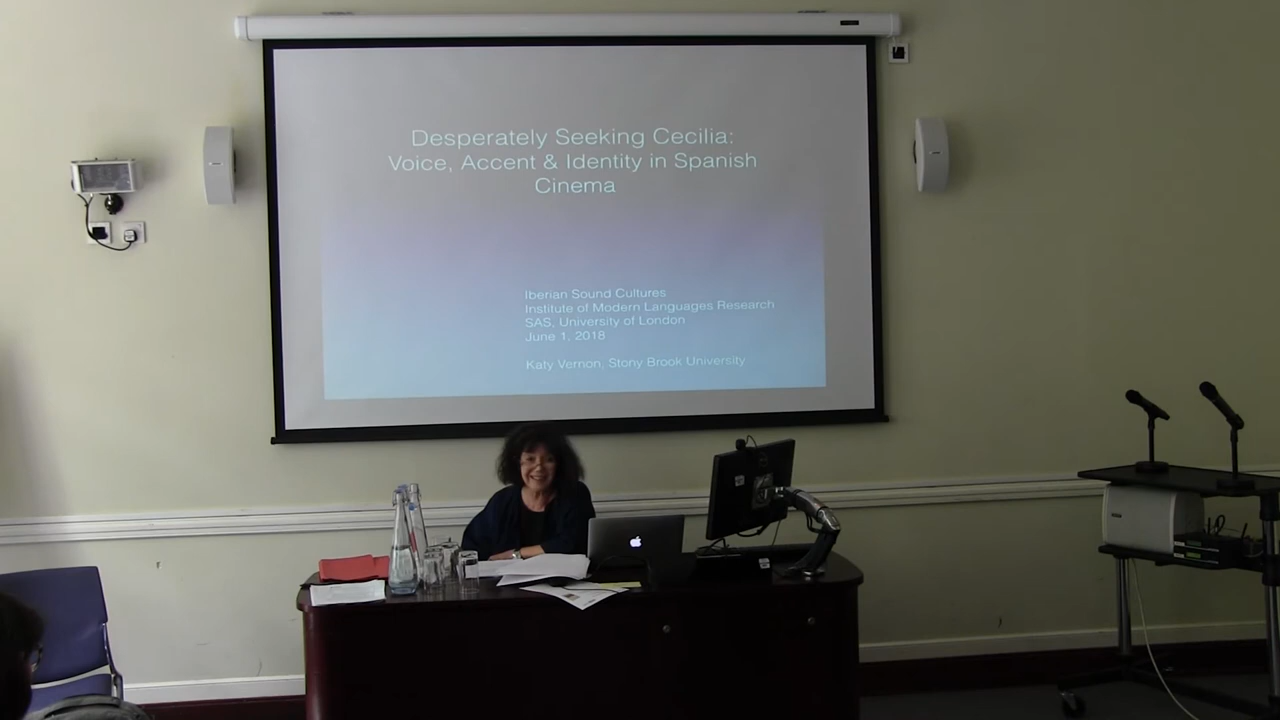 Desperately Seeking Cecilia:
Voice, Accent & Identity in Spanish
Cinema
Iberian Sound Cultures
Institute of Modern Languages Research
SAS, University of London
June 1, 2018
Katy Vernon, Stony Brook University